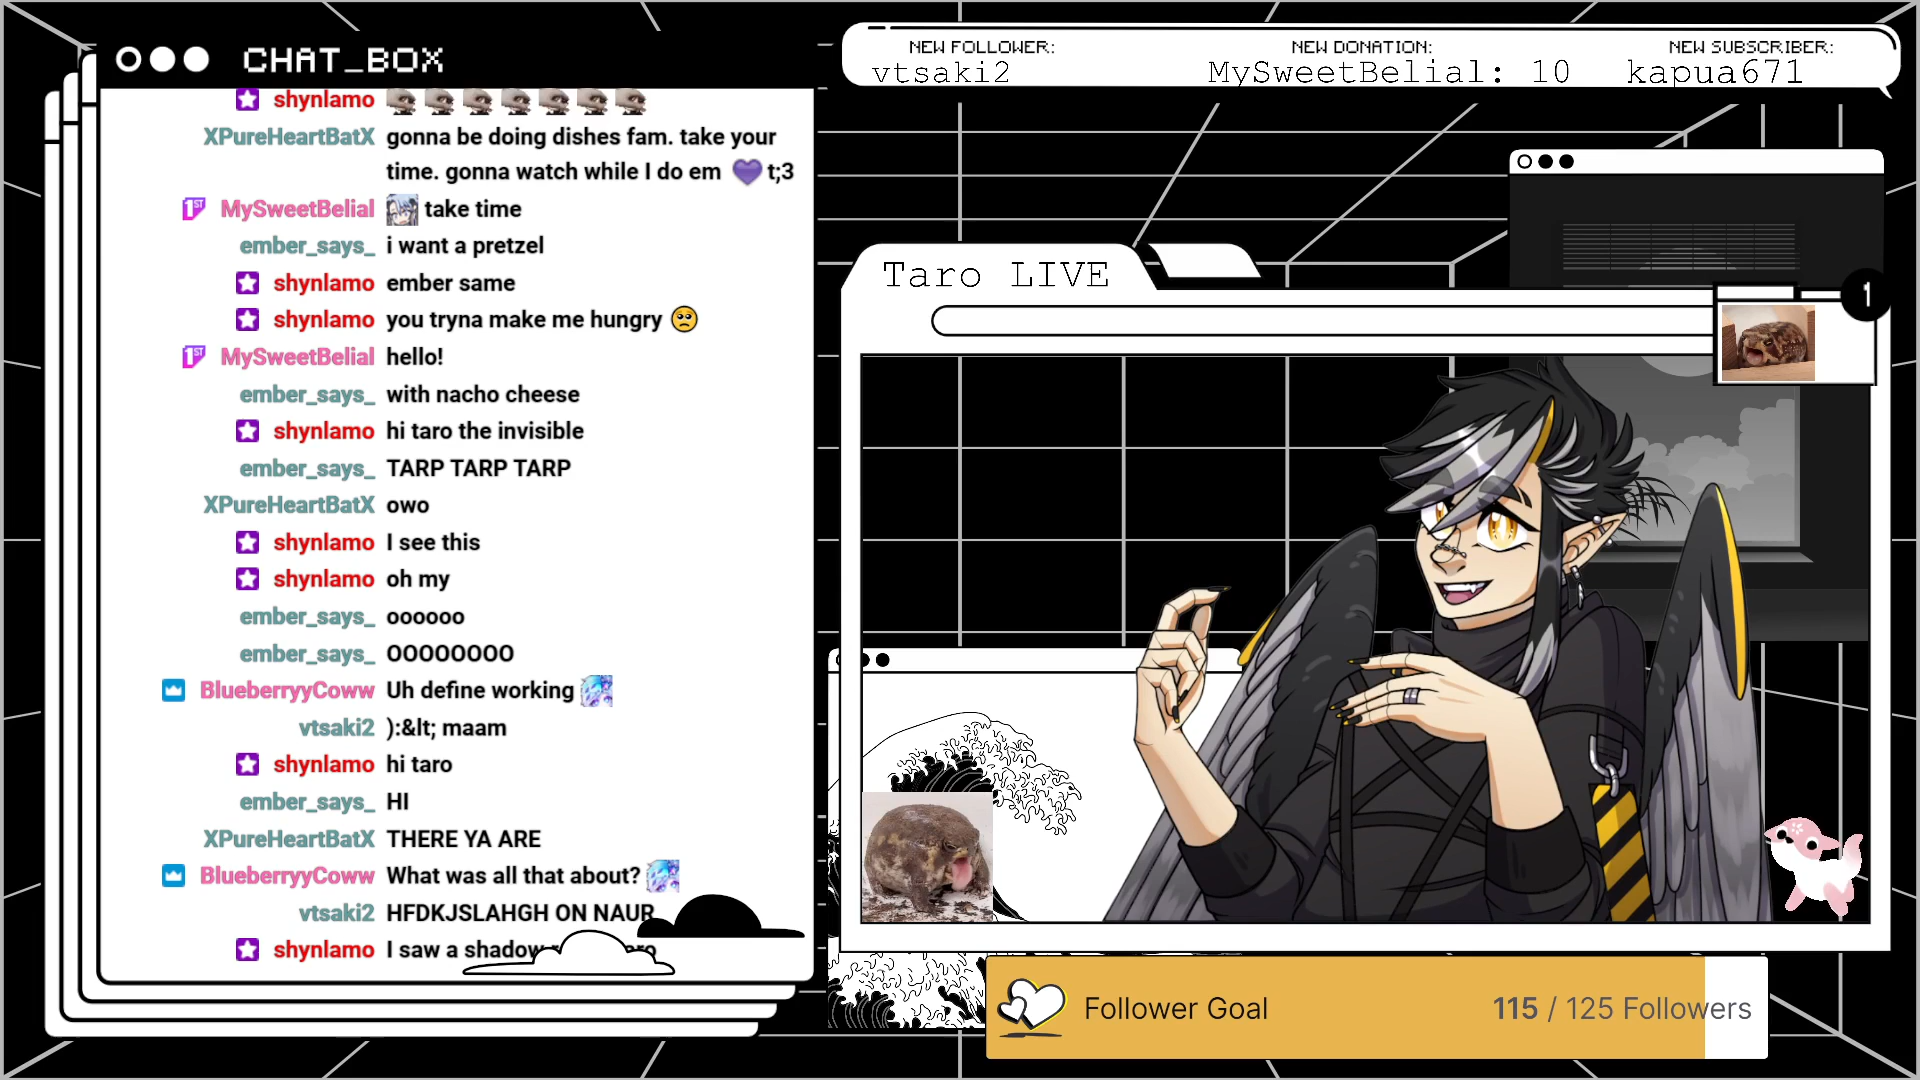 CHAT_BOX
shynlamo
XPureHeartBatX gonna be doing dishes fam. take your
time. gonna watch while I do em 💜 t;3
1ST MySweetBelial take time
ember_says_ i want a pretzel
shynlamo ember same
shynlamo you tryna make me hungry 🥺
1ST MySweetBelial hello!
ember_says_ with nacho cheese
shynlamo hi taro the invisible
ember_says_ TARP TARP TARP
XPureHeartBatX owo
shynlamo I see this
shynlamo oh my
ember_says_ oooooo
ember_says_ OOOOOOOO
BlueberryyCoww Uh define working
vtsaki2 ):&lt; maam
shynlamo hi taro
ember_says_ HI
XPureHeartBatX THERE YA ARE
BlueberryyCoww What was all that about?
vtsaki2 HFDKJSLAHGH ON NAUR
shynlamo I saw a shadow
NEW FOLLOWER:
vtsaki2
NEW DONATION:
MySweetBelial: 10
NEW SUBSCRIBER:
kapua671
Taro LIVE
1
Follower Goal
115 / 125 Followers